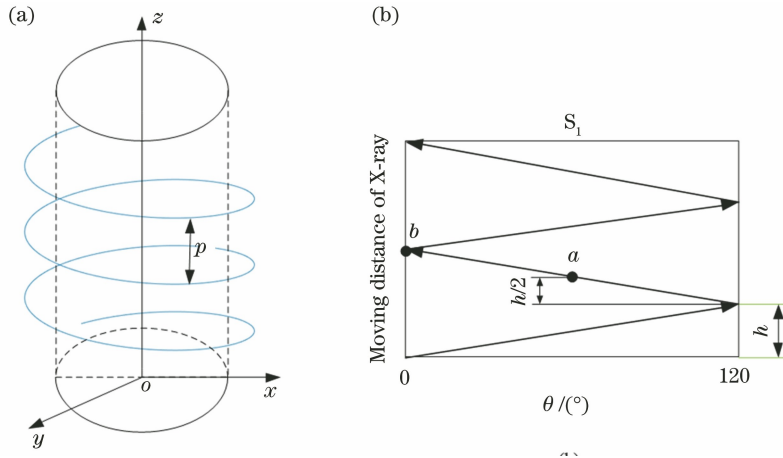 (a)
z
p
o
x
y
(b)
S₁
Moving distance of X-ray
b
a
h/2
h
0
120
θ/(°)